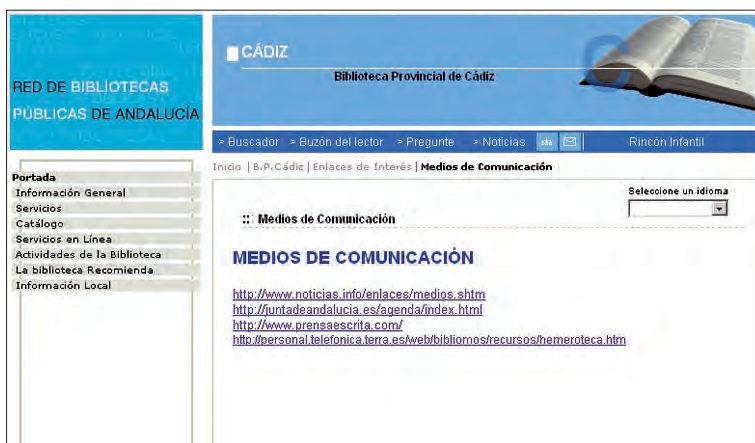 RED DE BIBLIOTECAS
PÚBLICAS DE ANDALUCÍA
CÁDIZ
Biblioteca Provincial de Cádiz
C
> Buscador > Buzón del lector > Pregunte > Noticias Rincón Infantil
Portada
Información General
Servicios
Catálogo
Servicios en Línea
Actividades de la Biblioteca
La biblioteca Recomienda
Información Local
Inicio | B.P.Cádiz | Enlaces de Interés | Medios de Comunicación
Seleccione un idioma
:: Medios de Comunicación
MEDIOS DE COMUNICACIÓN
http://www.noticias.info/enlaces/medios.shtm
http://juntadeandalucia.es/agenda/index.html
http://www.prensaescrita.com/
http://personal.telefonica.terra.es/web/bibliomos/recursos/hemeroteca.htm